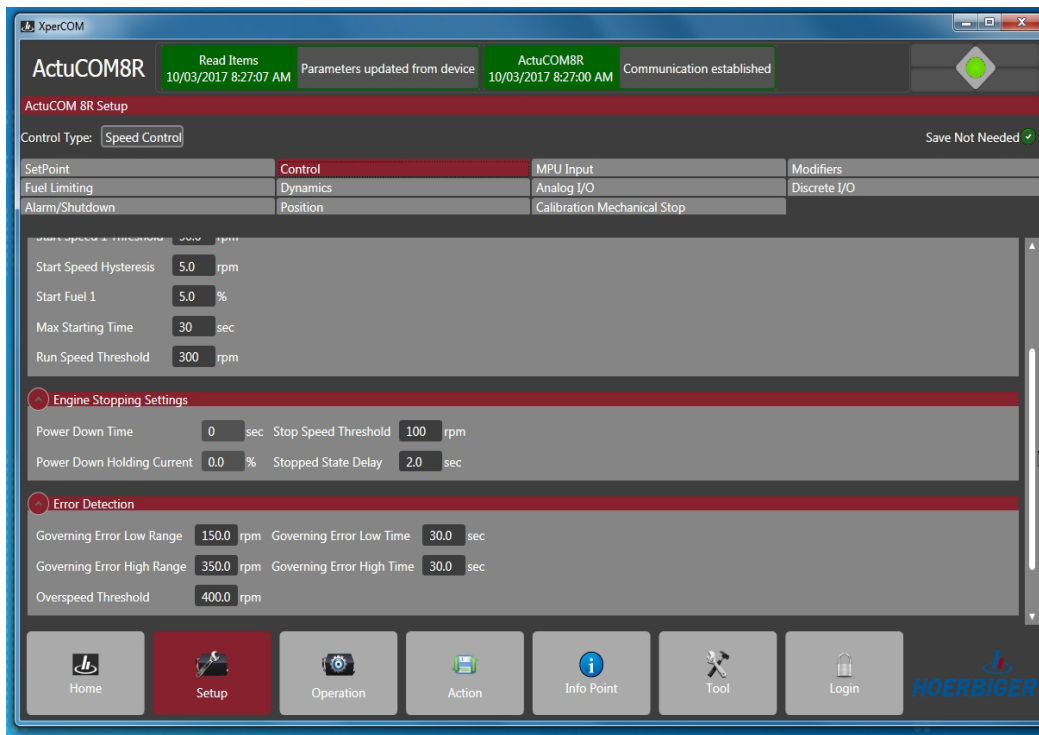 XperCOM
ActuCOM8R
Read Items
10/03/2017 8:27:07 AM
Parameters updated from device
ActuCOM8R
10/03/2017 8:27:00 AM
Communication established
ActuCOM 8R Setup
Control Type: Speed Control
Save Not Needed
SetPoint Control MPU Input Modifiers
Fuel Limiting Dynamics Analog I/O Discrete I/O
Alarm/Shutdown Position Calibration Mechanical Stop
Start Speed 1 Threshold 50.0 rpm
Start Speed Hysteresis 5.0 rpm
Start Fuel 1 5.0 %
Max Starting Time 30 sec
Run Speed Threshold 300 rpm
Engine Stopping Settings
Power Down Time 0 sec Stop Speed Threshold 100 rpm
Power Down Holding Current 0.0 % Stopped State Delay 2.0 sec
Error Detection
Governing Error Low Range 150.0 rpm Governing Error Low Time 30.0 sec
Governing Error High Range 350.0 rpm Governing Error High Time 30.0 sec
Overspeed Threshold 400.0 rpm
Home Setup Operation Action Info Point Tool Login
HOERBIGER